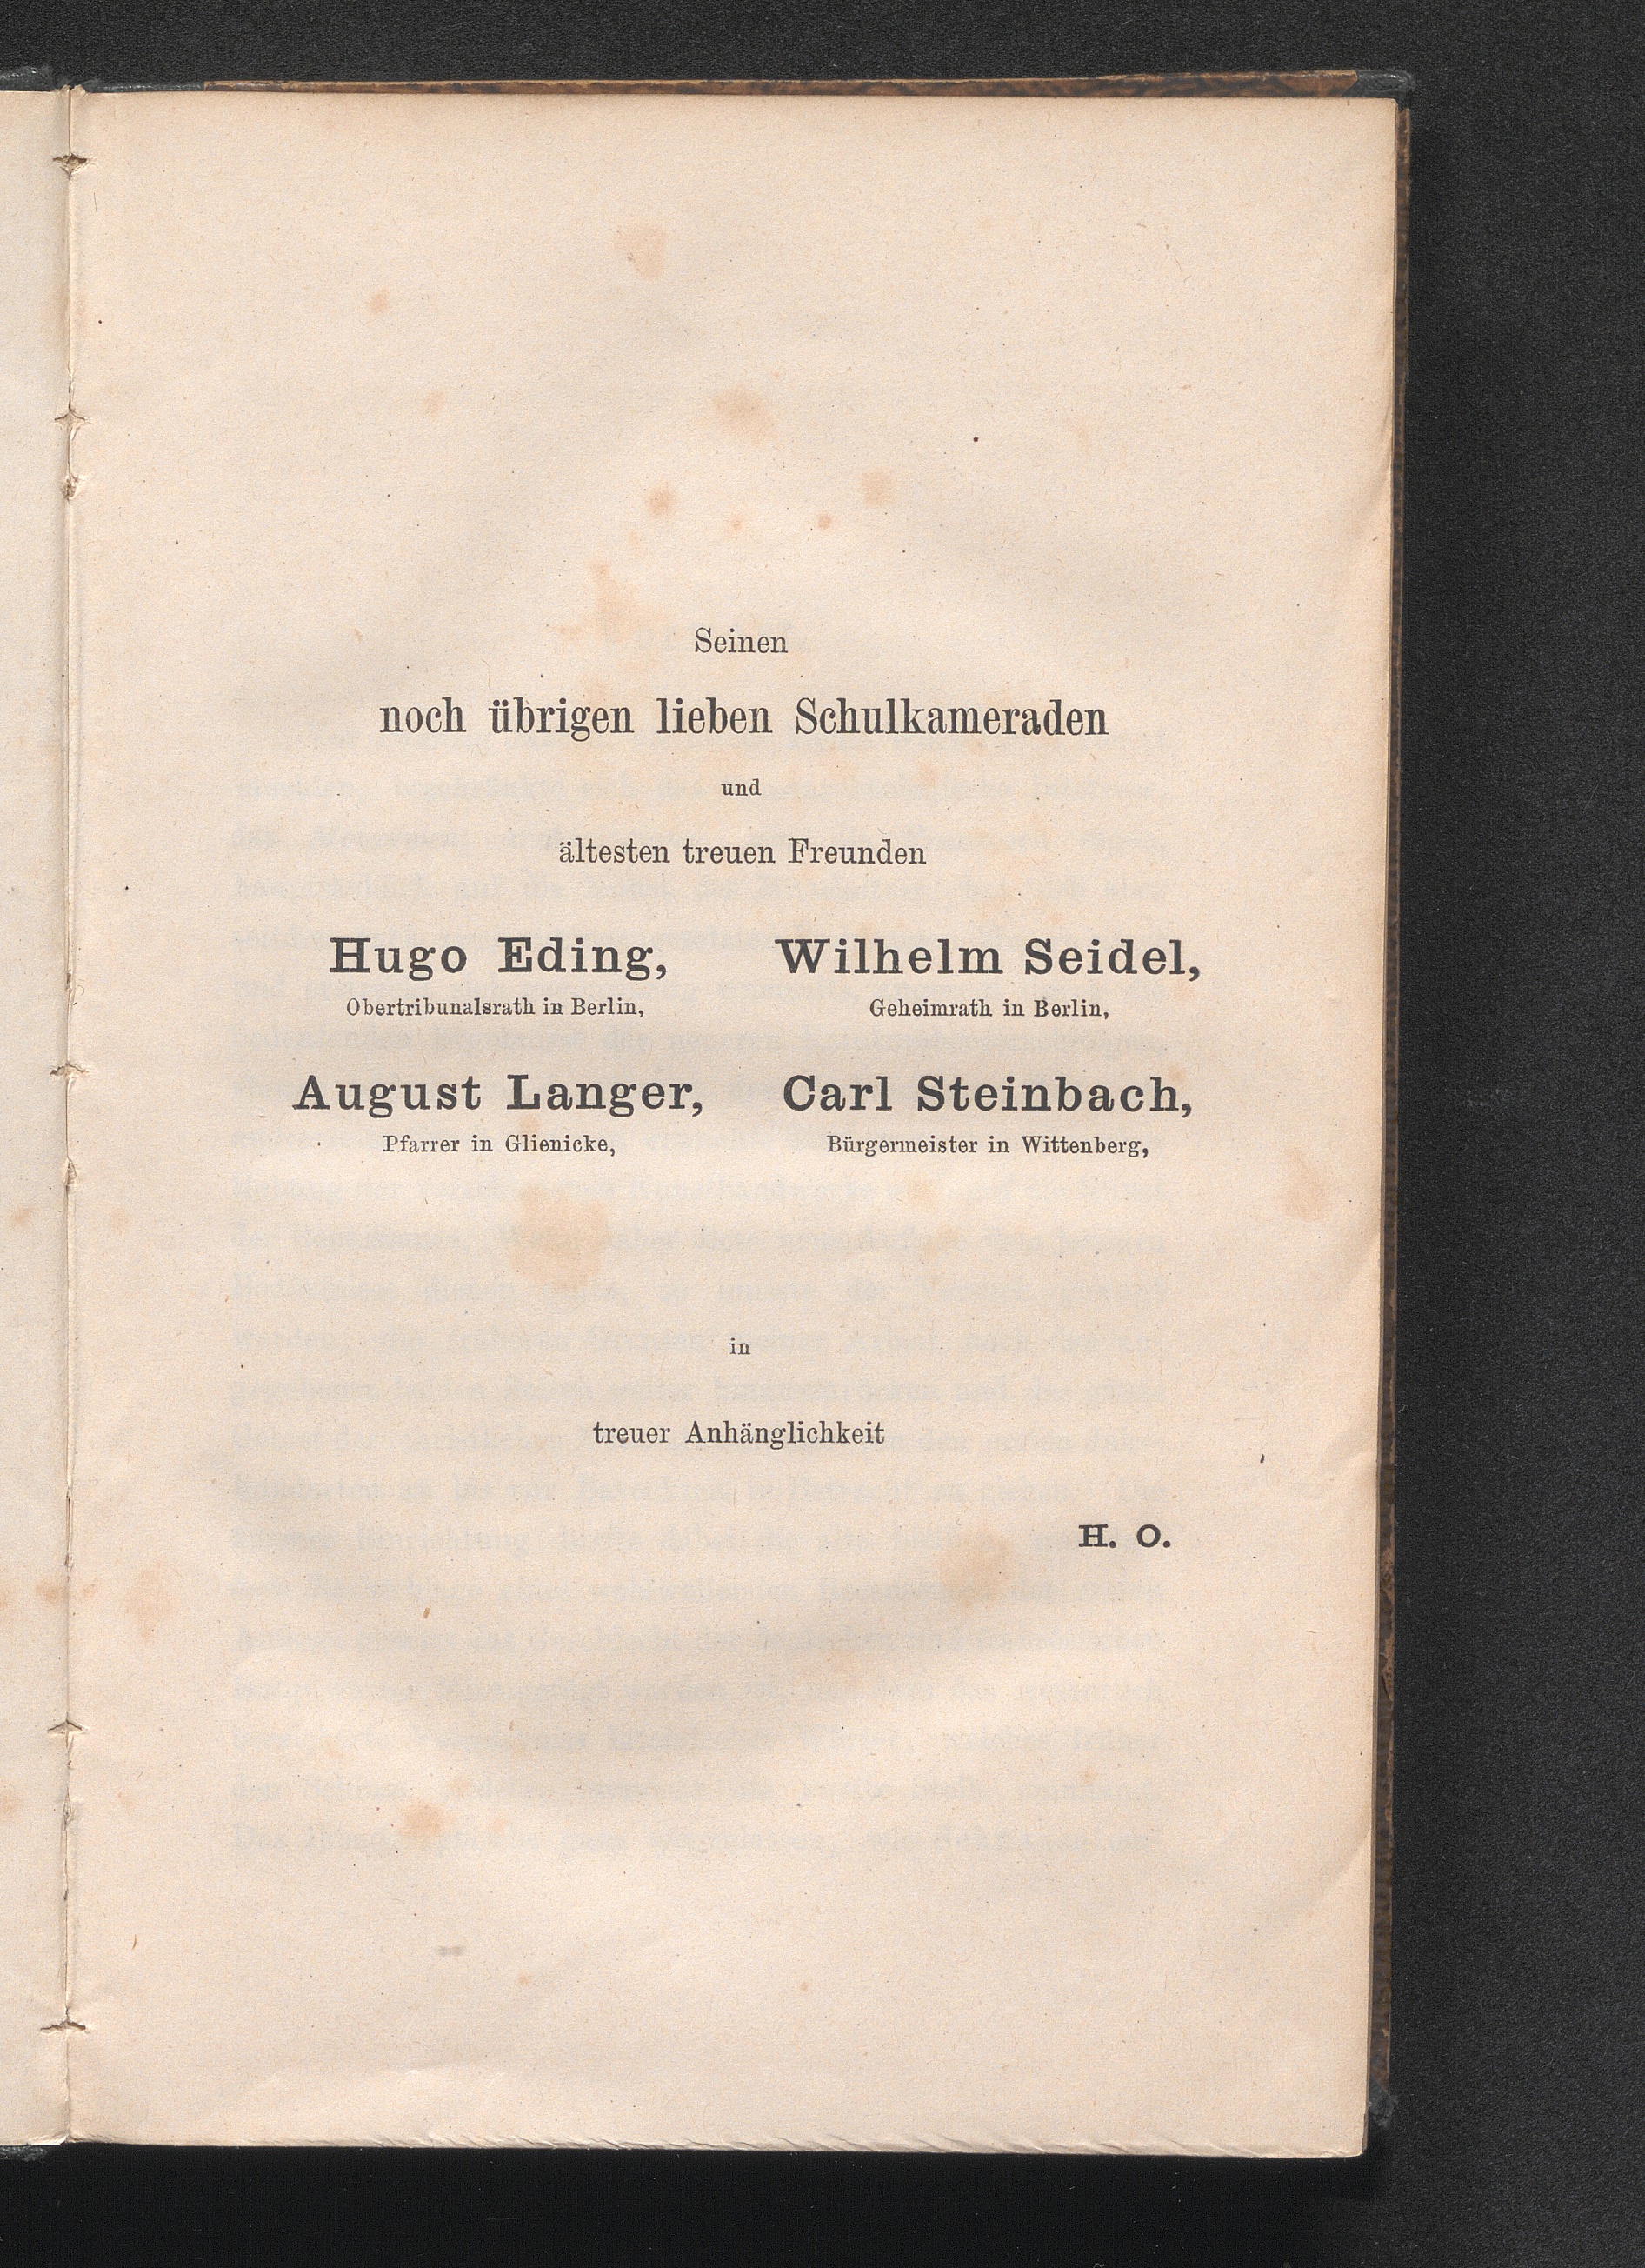 Seinen
noch übrigen lieben Schulkameraden
und
ältesten treuen Freunden
Hugo Eding, Wilhelm Seidel,
Obertribunalsrath in Berlin, Geheimrath in Berlin,
August Langer, Carl Steinbach,
Pfarrer in Glienicke, Bürgermeister in Wittenberg,
in
treuer Anhänglichkeit
H. O.